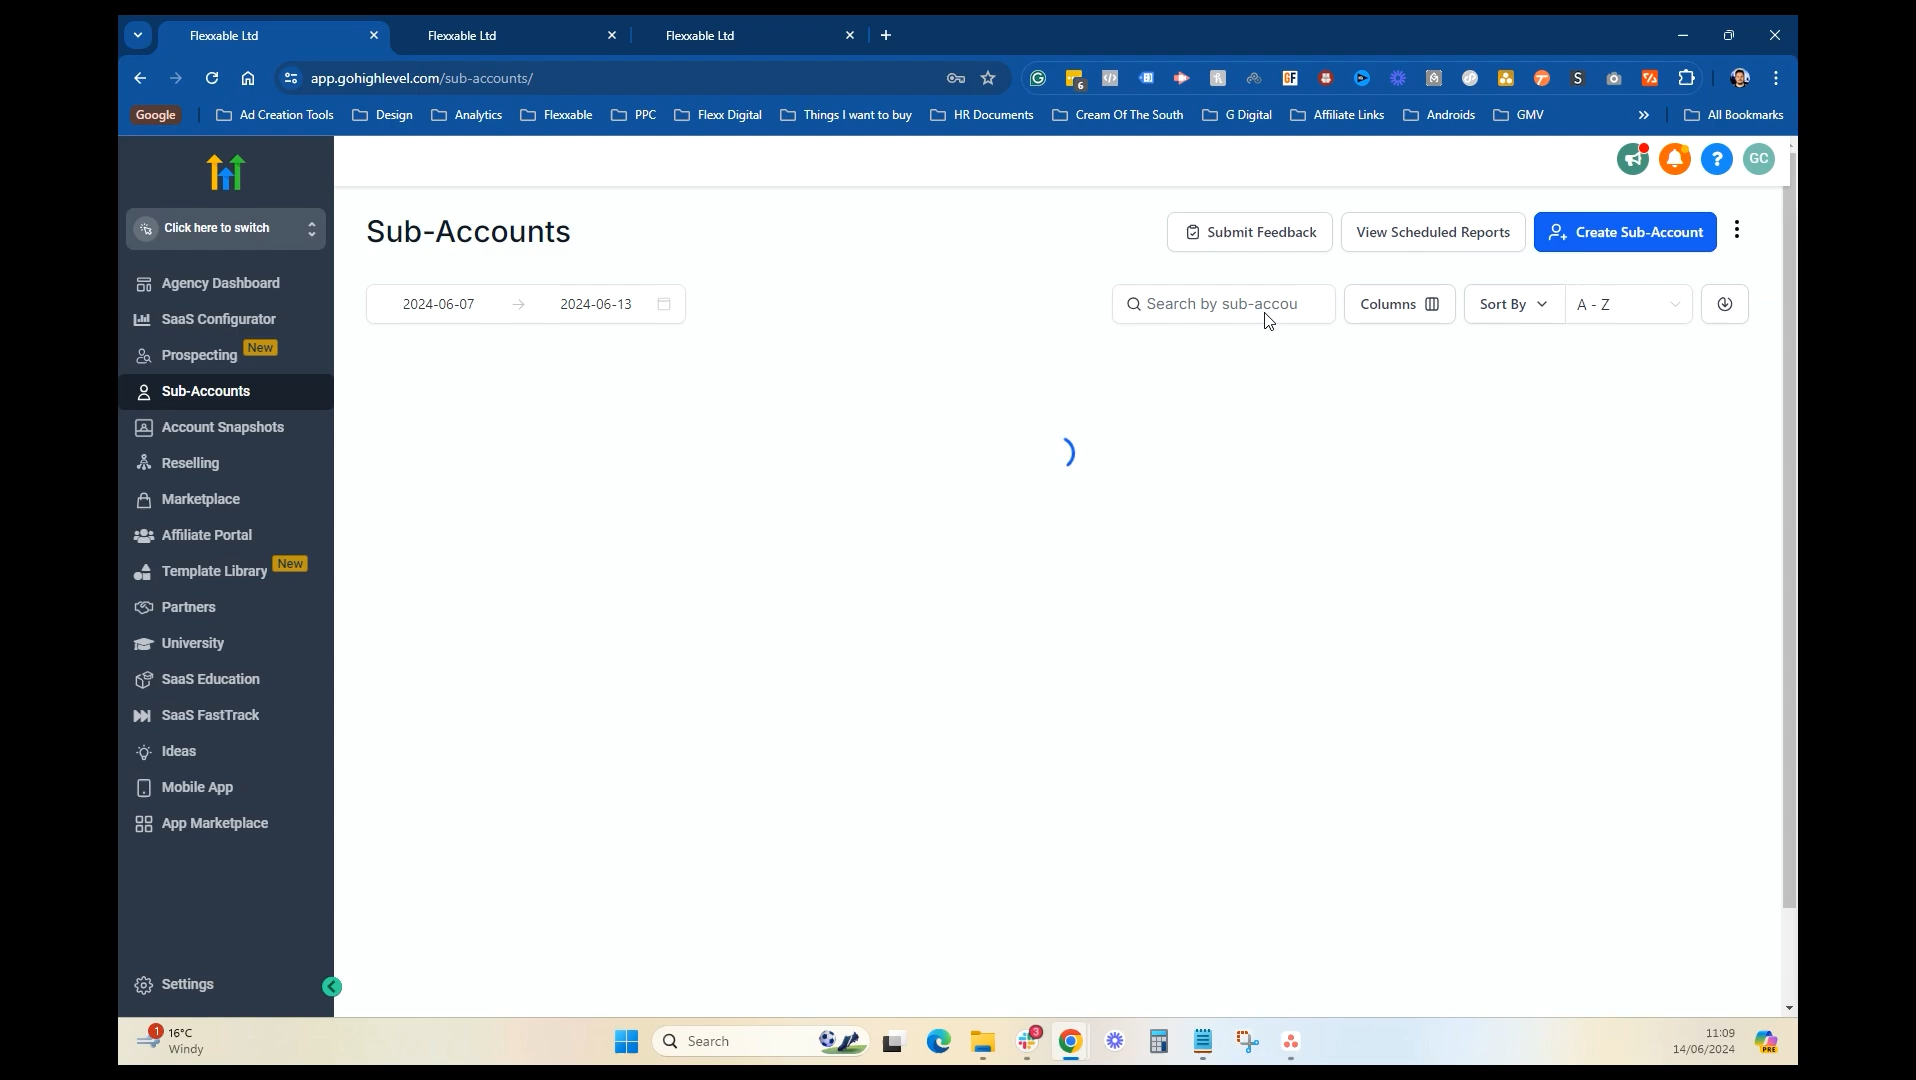 Flexxable Ltd
Flexxable Ltd
Flexxable Ltd
app.gohighlevel.com/sub-accounts/
6
GF
S
Google
Ad Creation Tools
Design
Analytics
Flexxable
PPC
Flexx Digital
Things I want to buy
HR Documents
Cream Of The South
G Digital
Affiliate Links
Androids
GMV
All Bookmarks
GC
Click here to switch
Sub-Accounts
Submit Feedback
View Scheduled Reports
Create Sub-Account
Agency Dashboard
2024-06-07
2024-06-13
Search by sub-accou
Columns
Sort By
A - Z
SaaS Configurator
Prospecting New
Sub-Accounts
Account Snapshots
Reselling
Marketplace
Affiliate Portal
Template Library New
Partners
University
SaaS Education
SaaS FastTrack
Ideas
Mobile App
App Marketplace
Settings
1
16°C
Windy
Search
3
11:09
14/06/2024
PRE